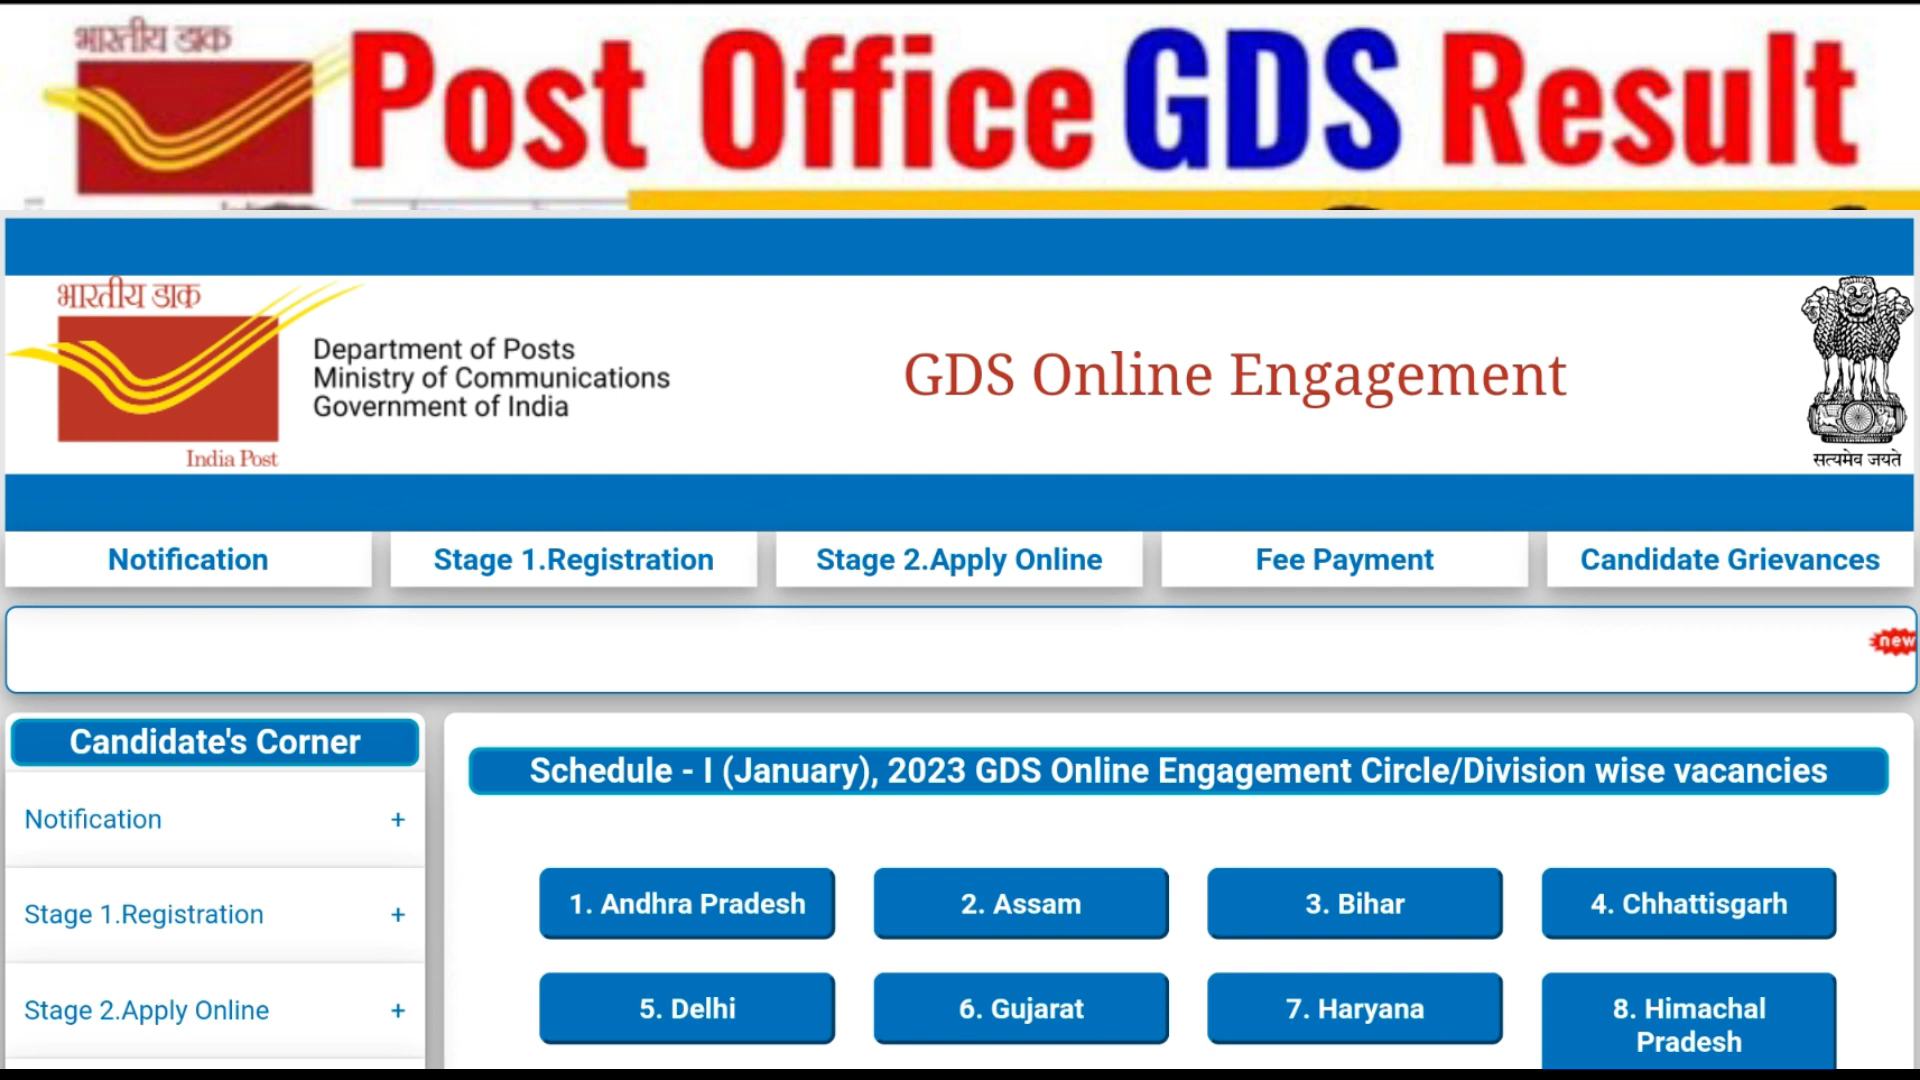 भारतीय डाक
Post Office GDS Result
भारतीय डाक
India Post
Department of Posts
Ministry of Communications
Government of India
GDS Online Engagement
सत्यमेव जयते
Notification
Stage 1.Registration
Stage 2.Apply Online
Fee Payment
Candidate Grievances
new
Candidate's Corner
Notification +
Stage 1.Registration +
Stage 2.Apply Online +
Schedule - I (January), 2023 GDS Online Engagement Circle/Division wise vacancies
1. Andhra Pradesh
2. Assam
3. Bihar
4. Chhattisgarh
5. Delhi
6. Gujarat
7. Haryana
8. Himachal
Pradesh